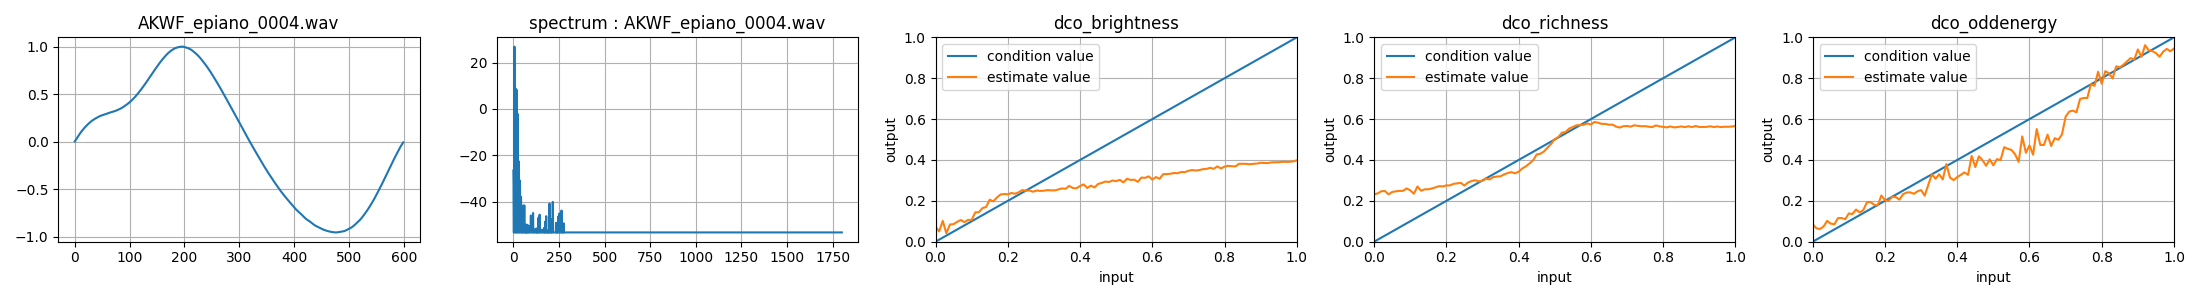 AKWF_epiano_0004.wav
1.0
0.5
0.0
−0.5
−1.0
0 100 200 300 400 500 600
spectrum : AKWF_epiano_0004.wav
20
0
−20
−40
0 250 500 750 1000 1250 1500 1750
dco_brightness
condition value
estimate value
output
1.0
0.8
0.6
0.4
0.2
0.0
0.0 0.2 0.4 0.6 0.8 1.0
input
dco_richness
condition value
estimate value
output
1.0
0.8
0.6
0.4
0.2
0.0
0.0 0.2 0.4 0.6 0.8 1.0
input
dco_oddenergy
condition value
estimate value
output
1.0
0.8
0.6
0.4
0.2
0.0
0.0 0.2 0.4 0.6 0.8 1.0
input